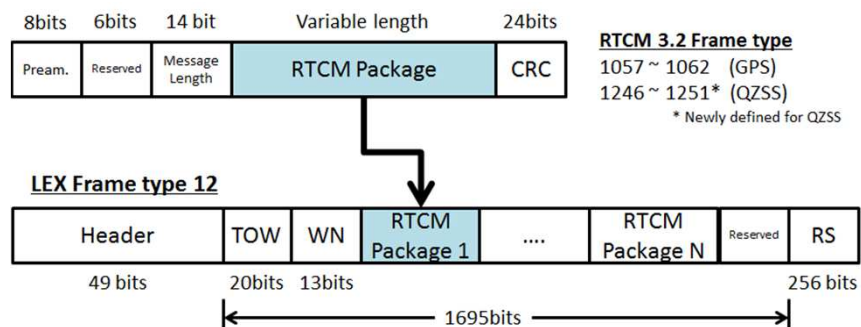 8bits 6bits 14 bit Variable length 24bits
Pream. Reserved Message Length RTCM Package CRC
RTCM 3.2 Frame type
1057 ~ 1062 (GPS)
1246 ~ 1251* (QZSS)
* Newly defined for QZSS
LEX Frame type 12
Header TOW WN RTCM Package 1 .... RTCM Package N Reserved RS
49 bits 20bits 13bits 256 bits
1695bits